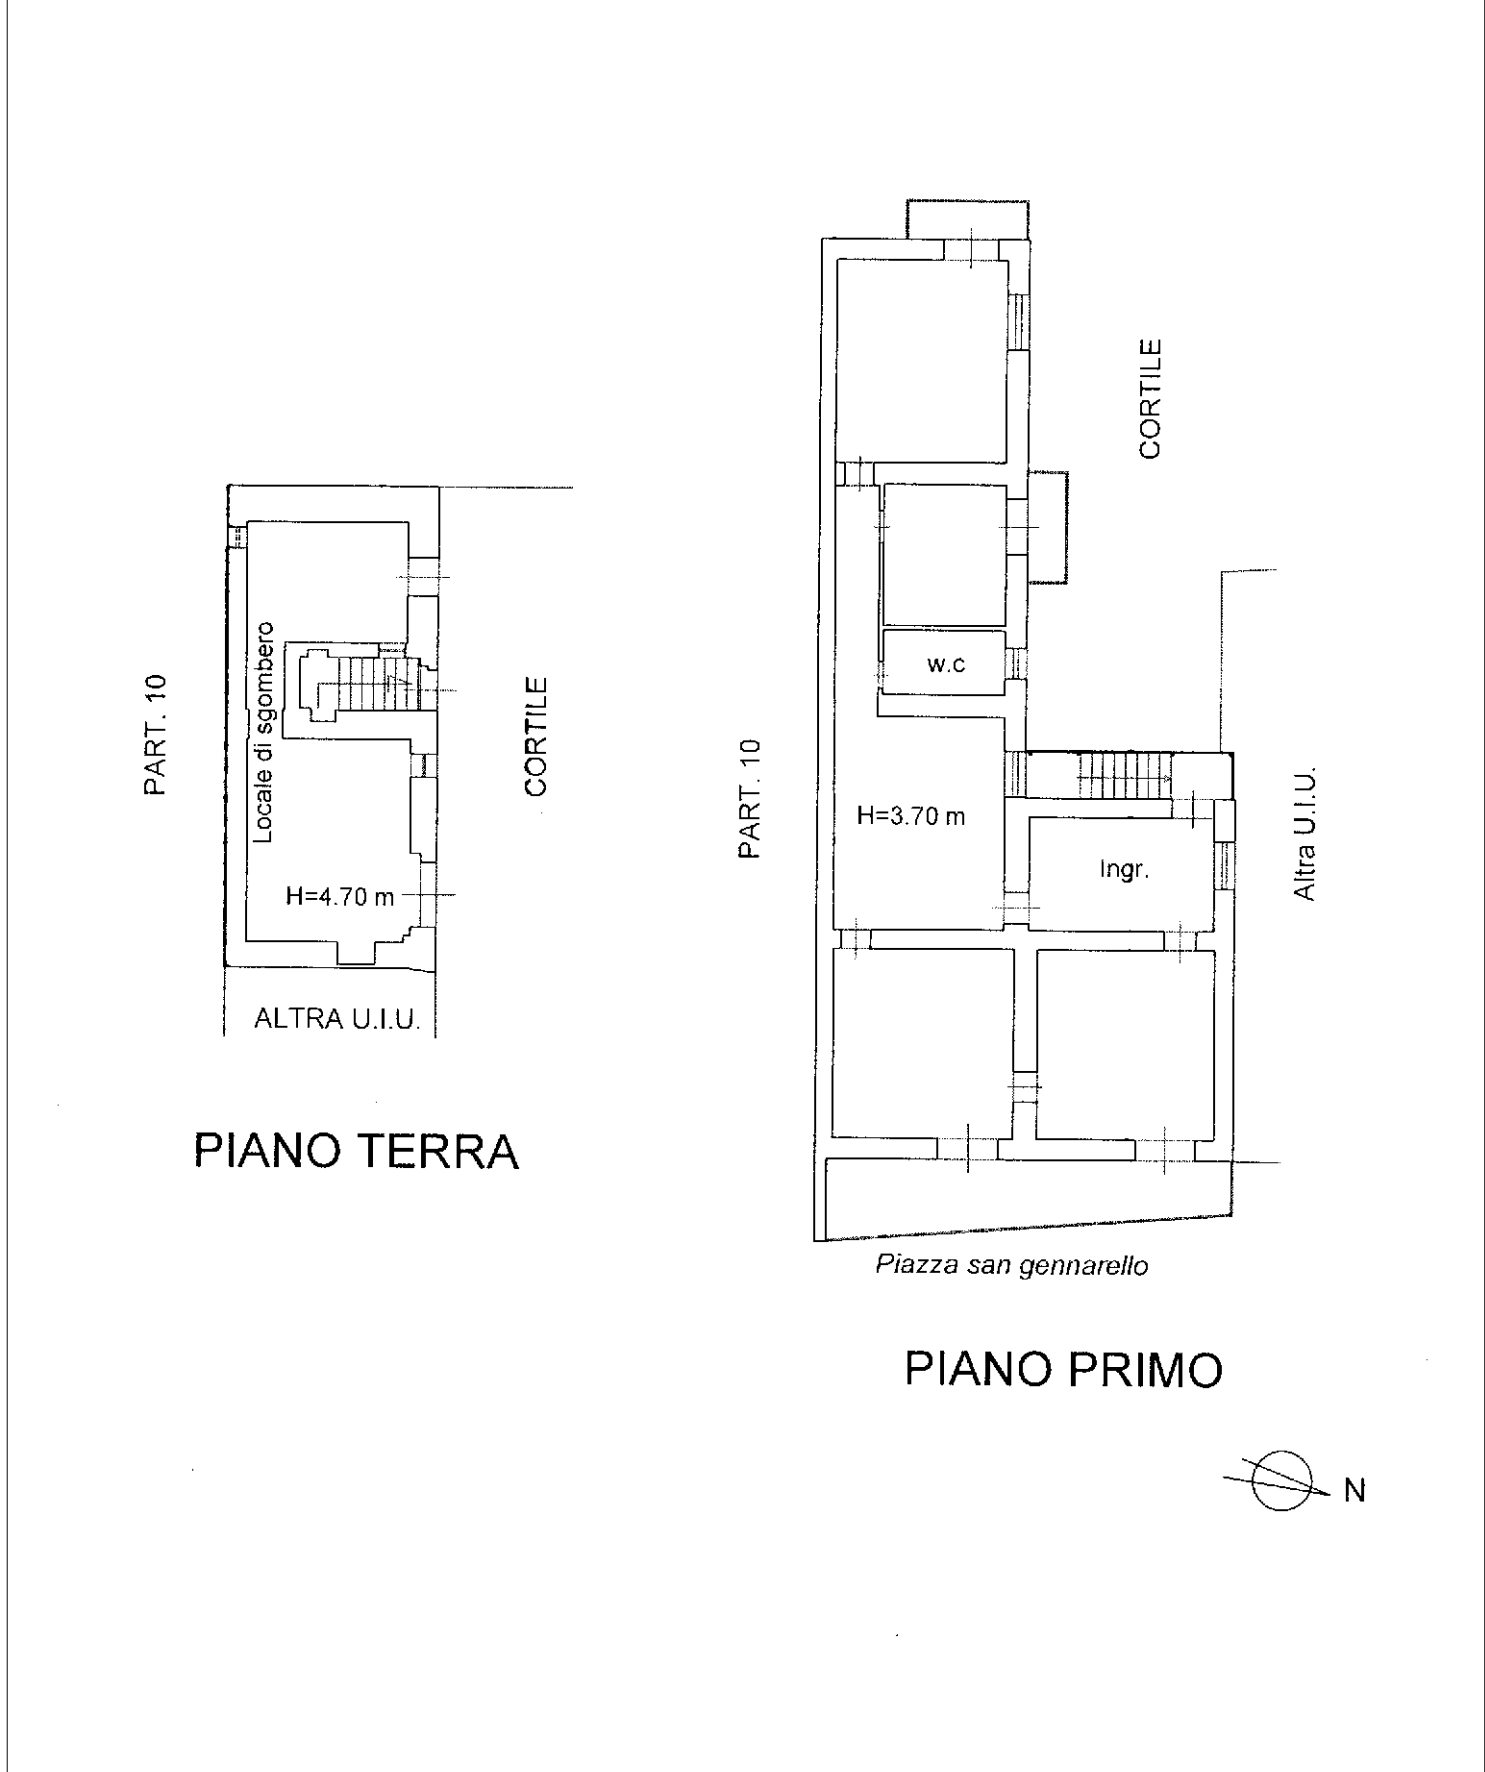 CORTILE
PART. 10
Locale di sgombero
CORTILE
H=4.70 m
ALTRA U.I.U.
PIANO TERRA
w.c
PART. 10
H=3.70 m
Ingr.
Altra U.I.U.
Piazza san gennarello
PIANO PRIMO
N